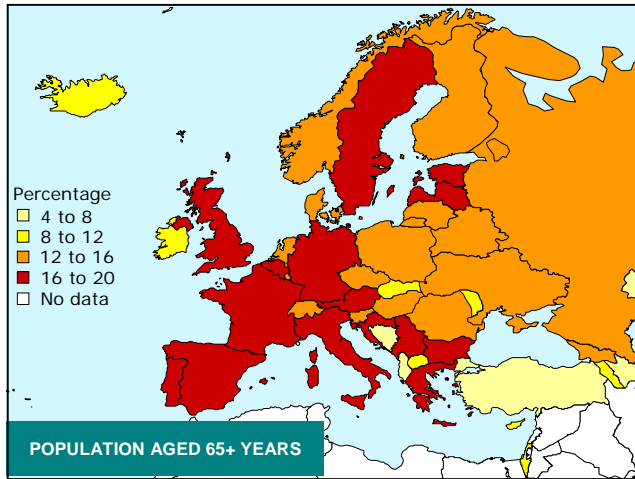 Percentage
4 to 8
8 to 12
12 to 16
16 to 20
No data
POPULATION AGED 65+ YEARS